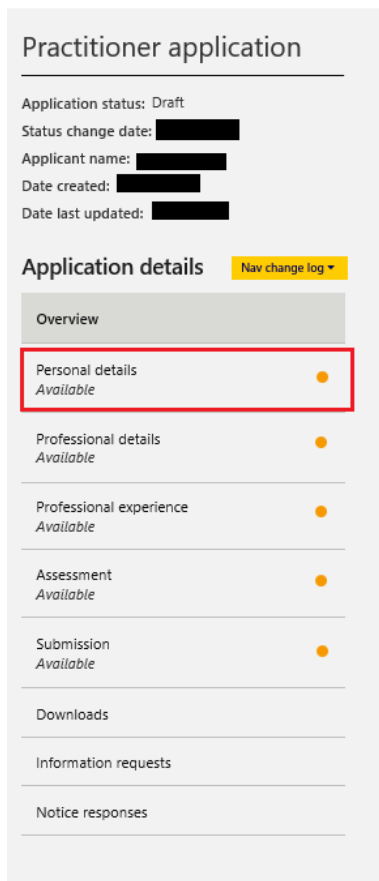 Practitioner application
Application status: Draft
Status change date:
Applicant name:
Date created:
Date last updated:
Application details
Nav change log
Overview
Personal details
Available
Professional details
Available
Professional experience
Available
Assessment
Available
Submission
Available
Downloads
Information requests
Notice responses